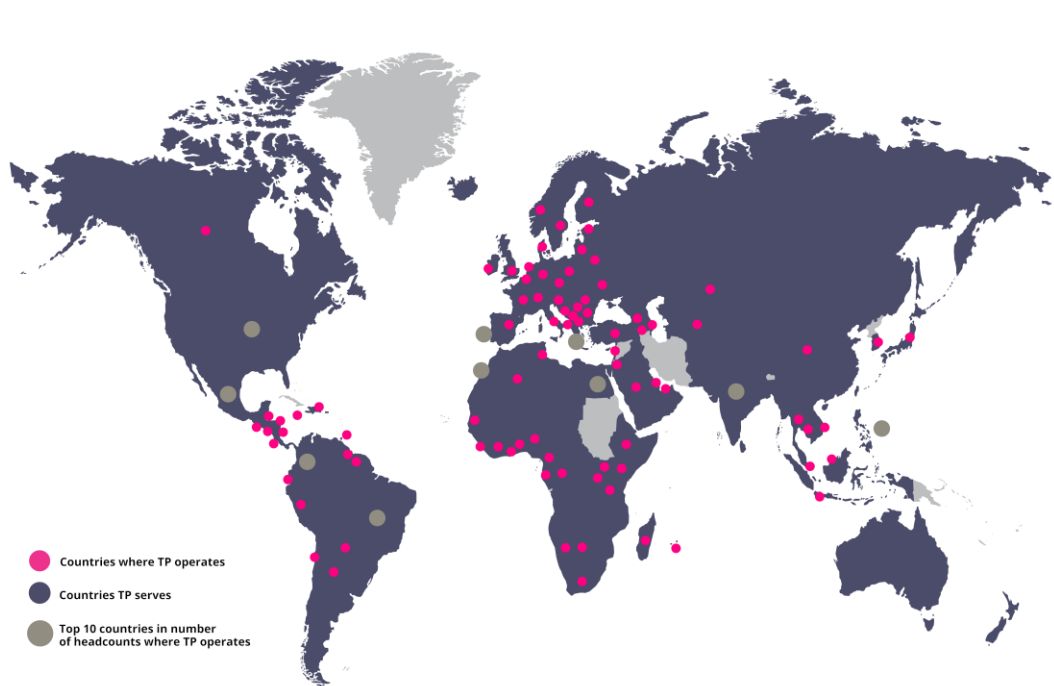 Countries where TP operates
Countries TP serves
Top 10 countries in number
of headcounts where TP operates